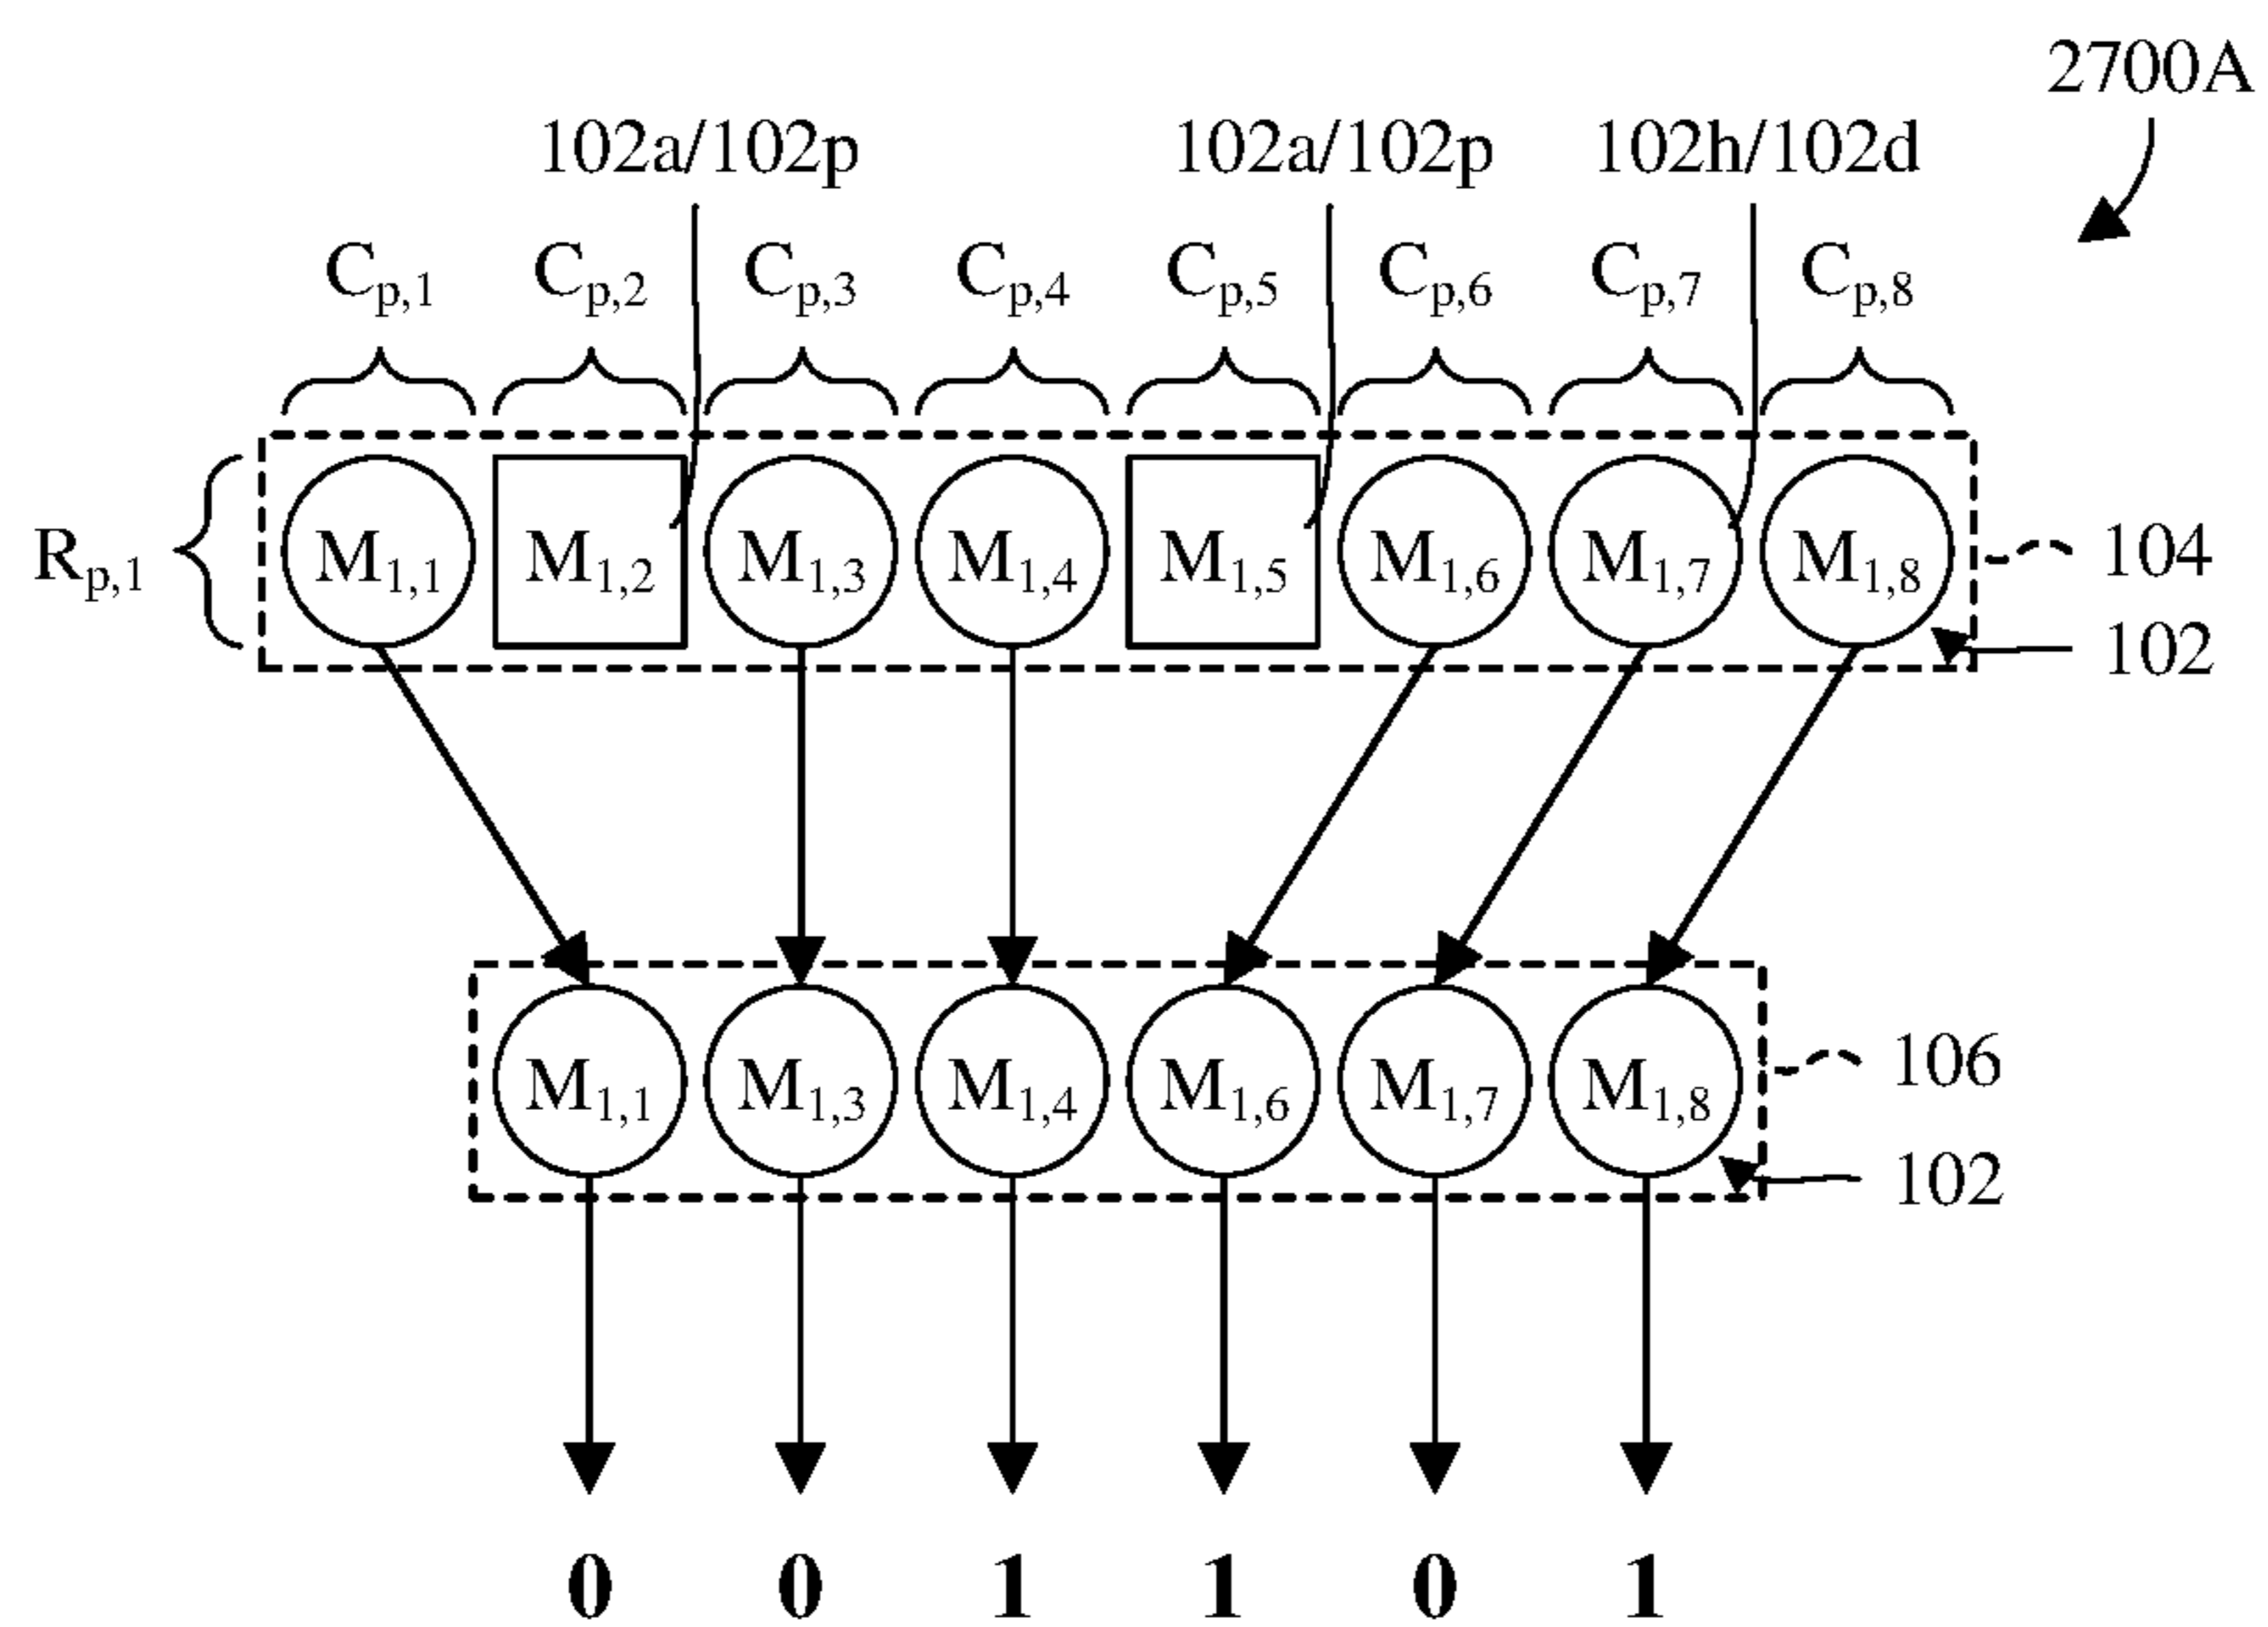 2700A
102a/102p 102a/102p 102h/102d
Cp,1 Cp,2 Cp,3 Cp,4 Cp,5 Cp,6 Cp,7 Cp,8
Rp,1 M1,1 M1,2 M1,3 M1,4 M1,5 M1,6 M1,7 M1,8 104
102
M1,1 M1,3 M1,4 M1,6 M1,7 M1,8 106
102
0 0 1 1 0 1